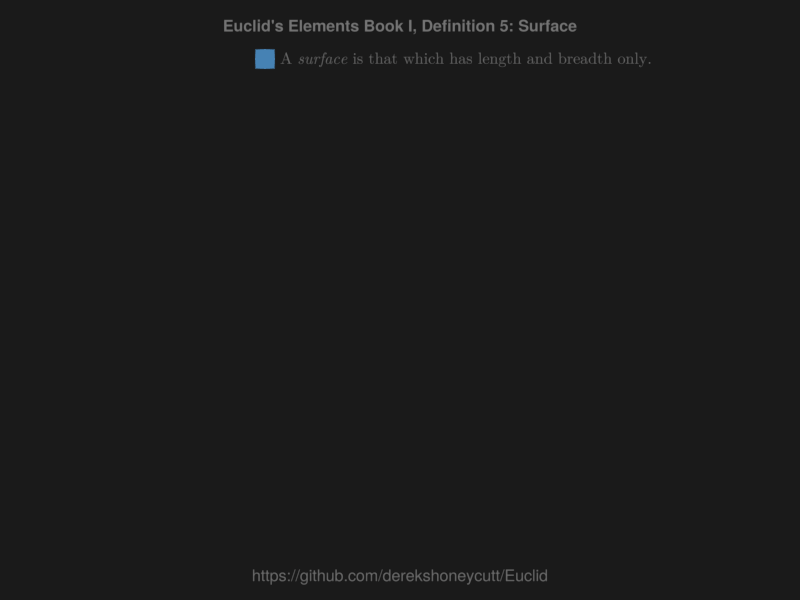 Euclid's Elements Book I, Definition 5: Surface
A surface is that which has length and breadth only.
https://github.com/derekshoneycutt/Euclid